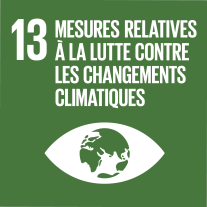 13 MESURES RELATIVES
À LA LUTTE CONTRE
LES CHANGEMENTS
CLIMATIQUES